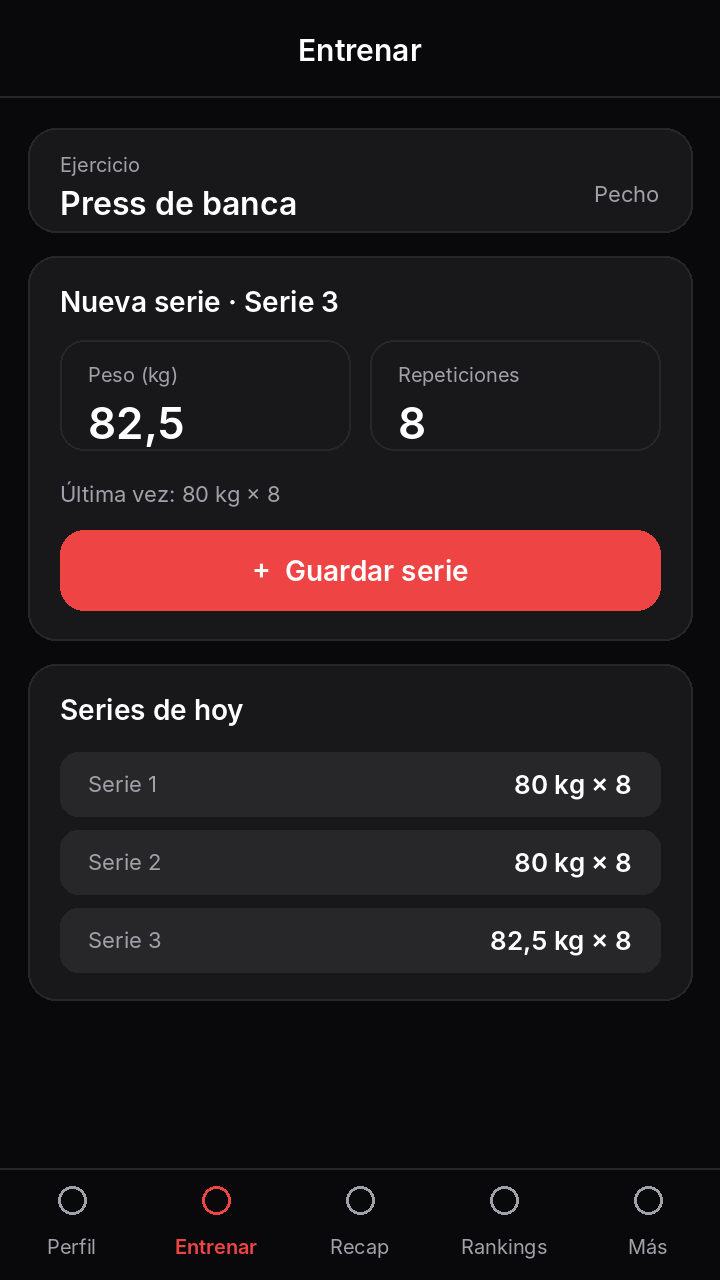 Entrenar
Ejercicio
Press de banca
Pecho
Nueva serie · Serie 3
Peso (kg)
82,5
Repeticiones
8
Última vez: 80 kg × 8
+ Guardar serie
Series de hoy
Serie 1 80 kg × 8
Serie 2 80 kg × 8
Serie 3 82,5 kg × 8
Perfil Entrenar Recap Rankings Más